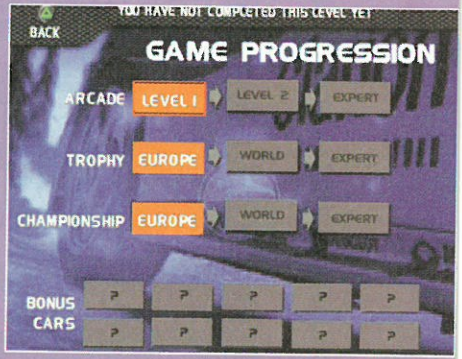 YOU HAVE NOT COMPLETED THIS LEVEL YET
BACK
GAME PROGRESSION
ARCADE LEVEL 1 LEVEL 2 EXPERT
TROPHY EUROPE WORLD EXPERT
CHAMPIONSHIP EUROPE WORLD EXPERT
BONUS CARS
? ? ? ? ?
? ? ? ? ?